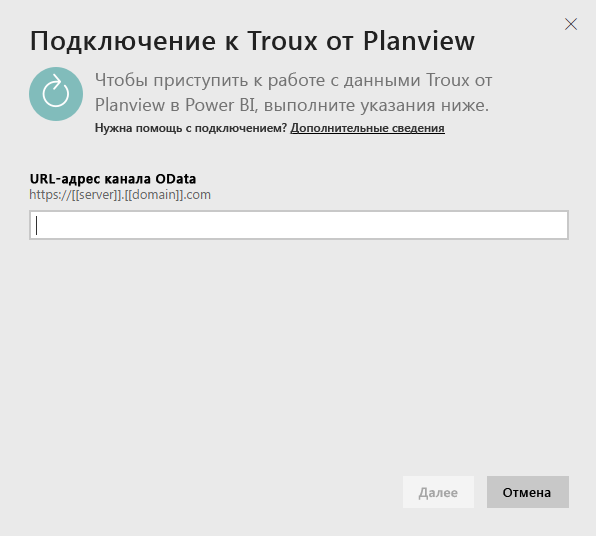 Подключение к Troux от Planview
Чтобы приступить к работе с данными Troux от
Planview в Power BI, выполните указания ниже.
Нужна помощь с подключением? Дополнительные сведения
URL-адрес канала OData
https://[[server]].[[domain]].com
Далее
Отмена